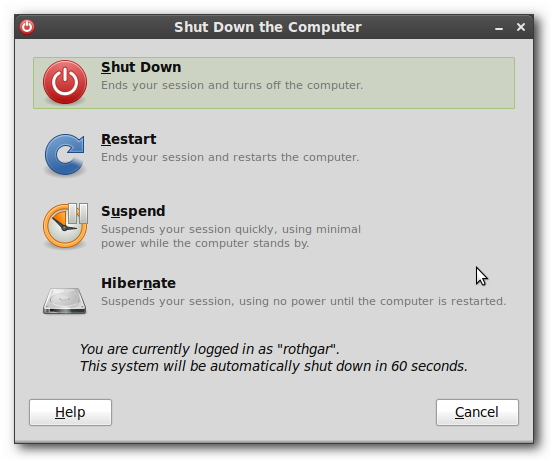 Shut Down the Computer
Shut Down
Ends your session and turns off the computer.
Restart
Ends your session and restarts the computer.
Suspend
Suspends your session quickly, using minimal
power while the computer stands by.
Hibernate
Suspends your session, using no power until the computer is restarted.
You are currently logged in as "rothgar".
This system will be automatically shut down in 60 seconds.
Help
Cancel